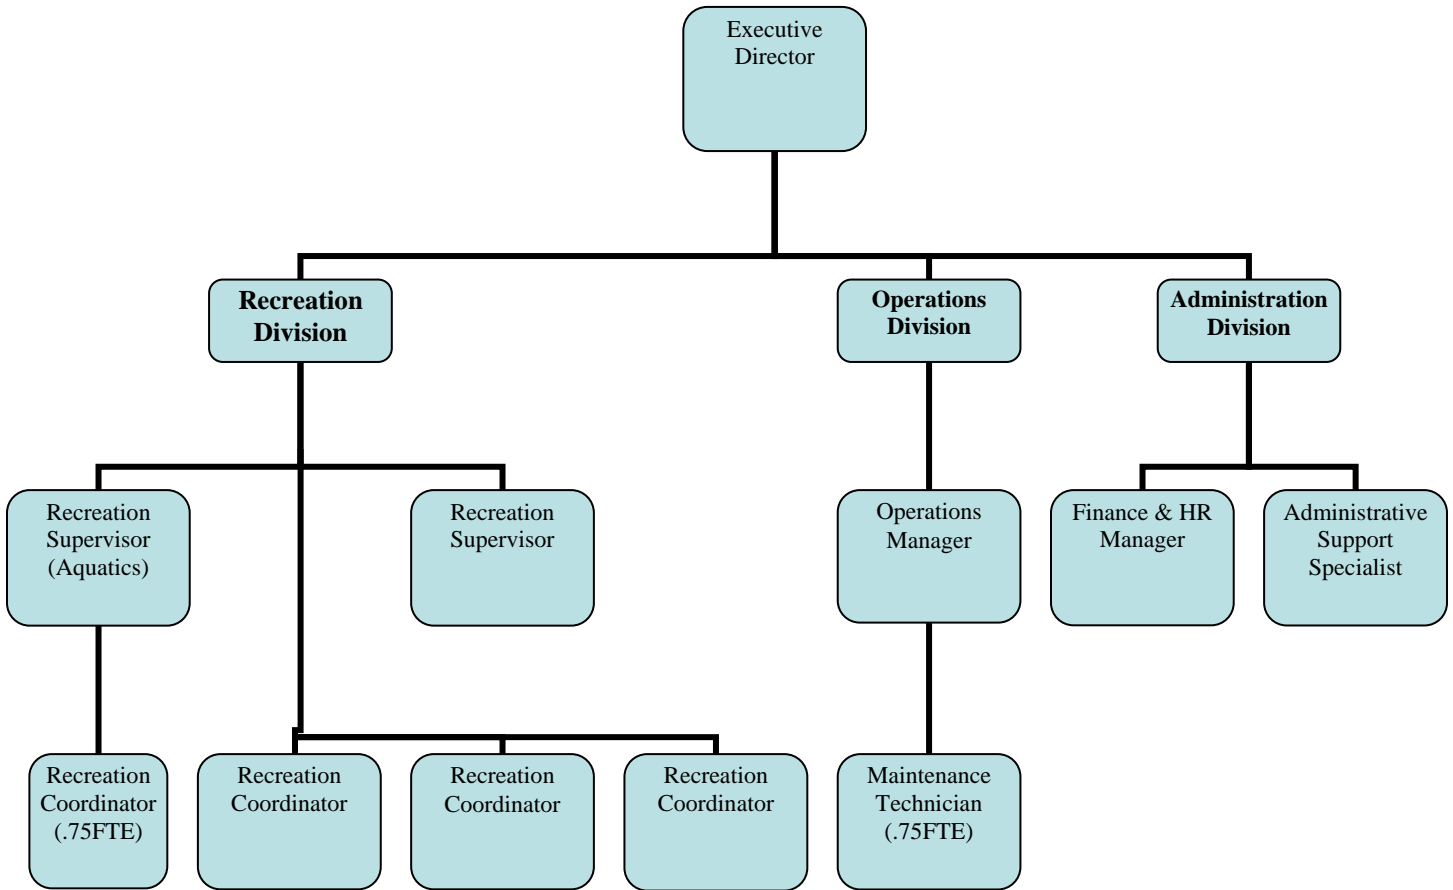 Executive
Director
Recreation
Division
Operations
Division
Administration
Division
Recreation
Supervisor
(Aquatics)
Recreation
Supervisor
Operations
Manager
Finance & HR
Manager
Administrative
Support
Specialist
Recreation
Coordinator
(.75FTE)
Recreation
Coordinator
Recreation
Coordinator
Recreation
Coordinator
Maintenance
Technician
(.75FTE)